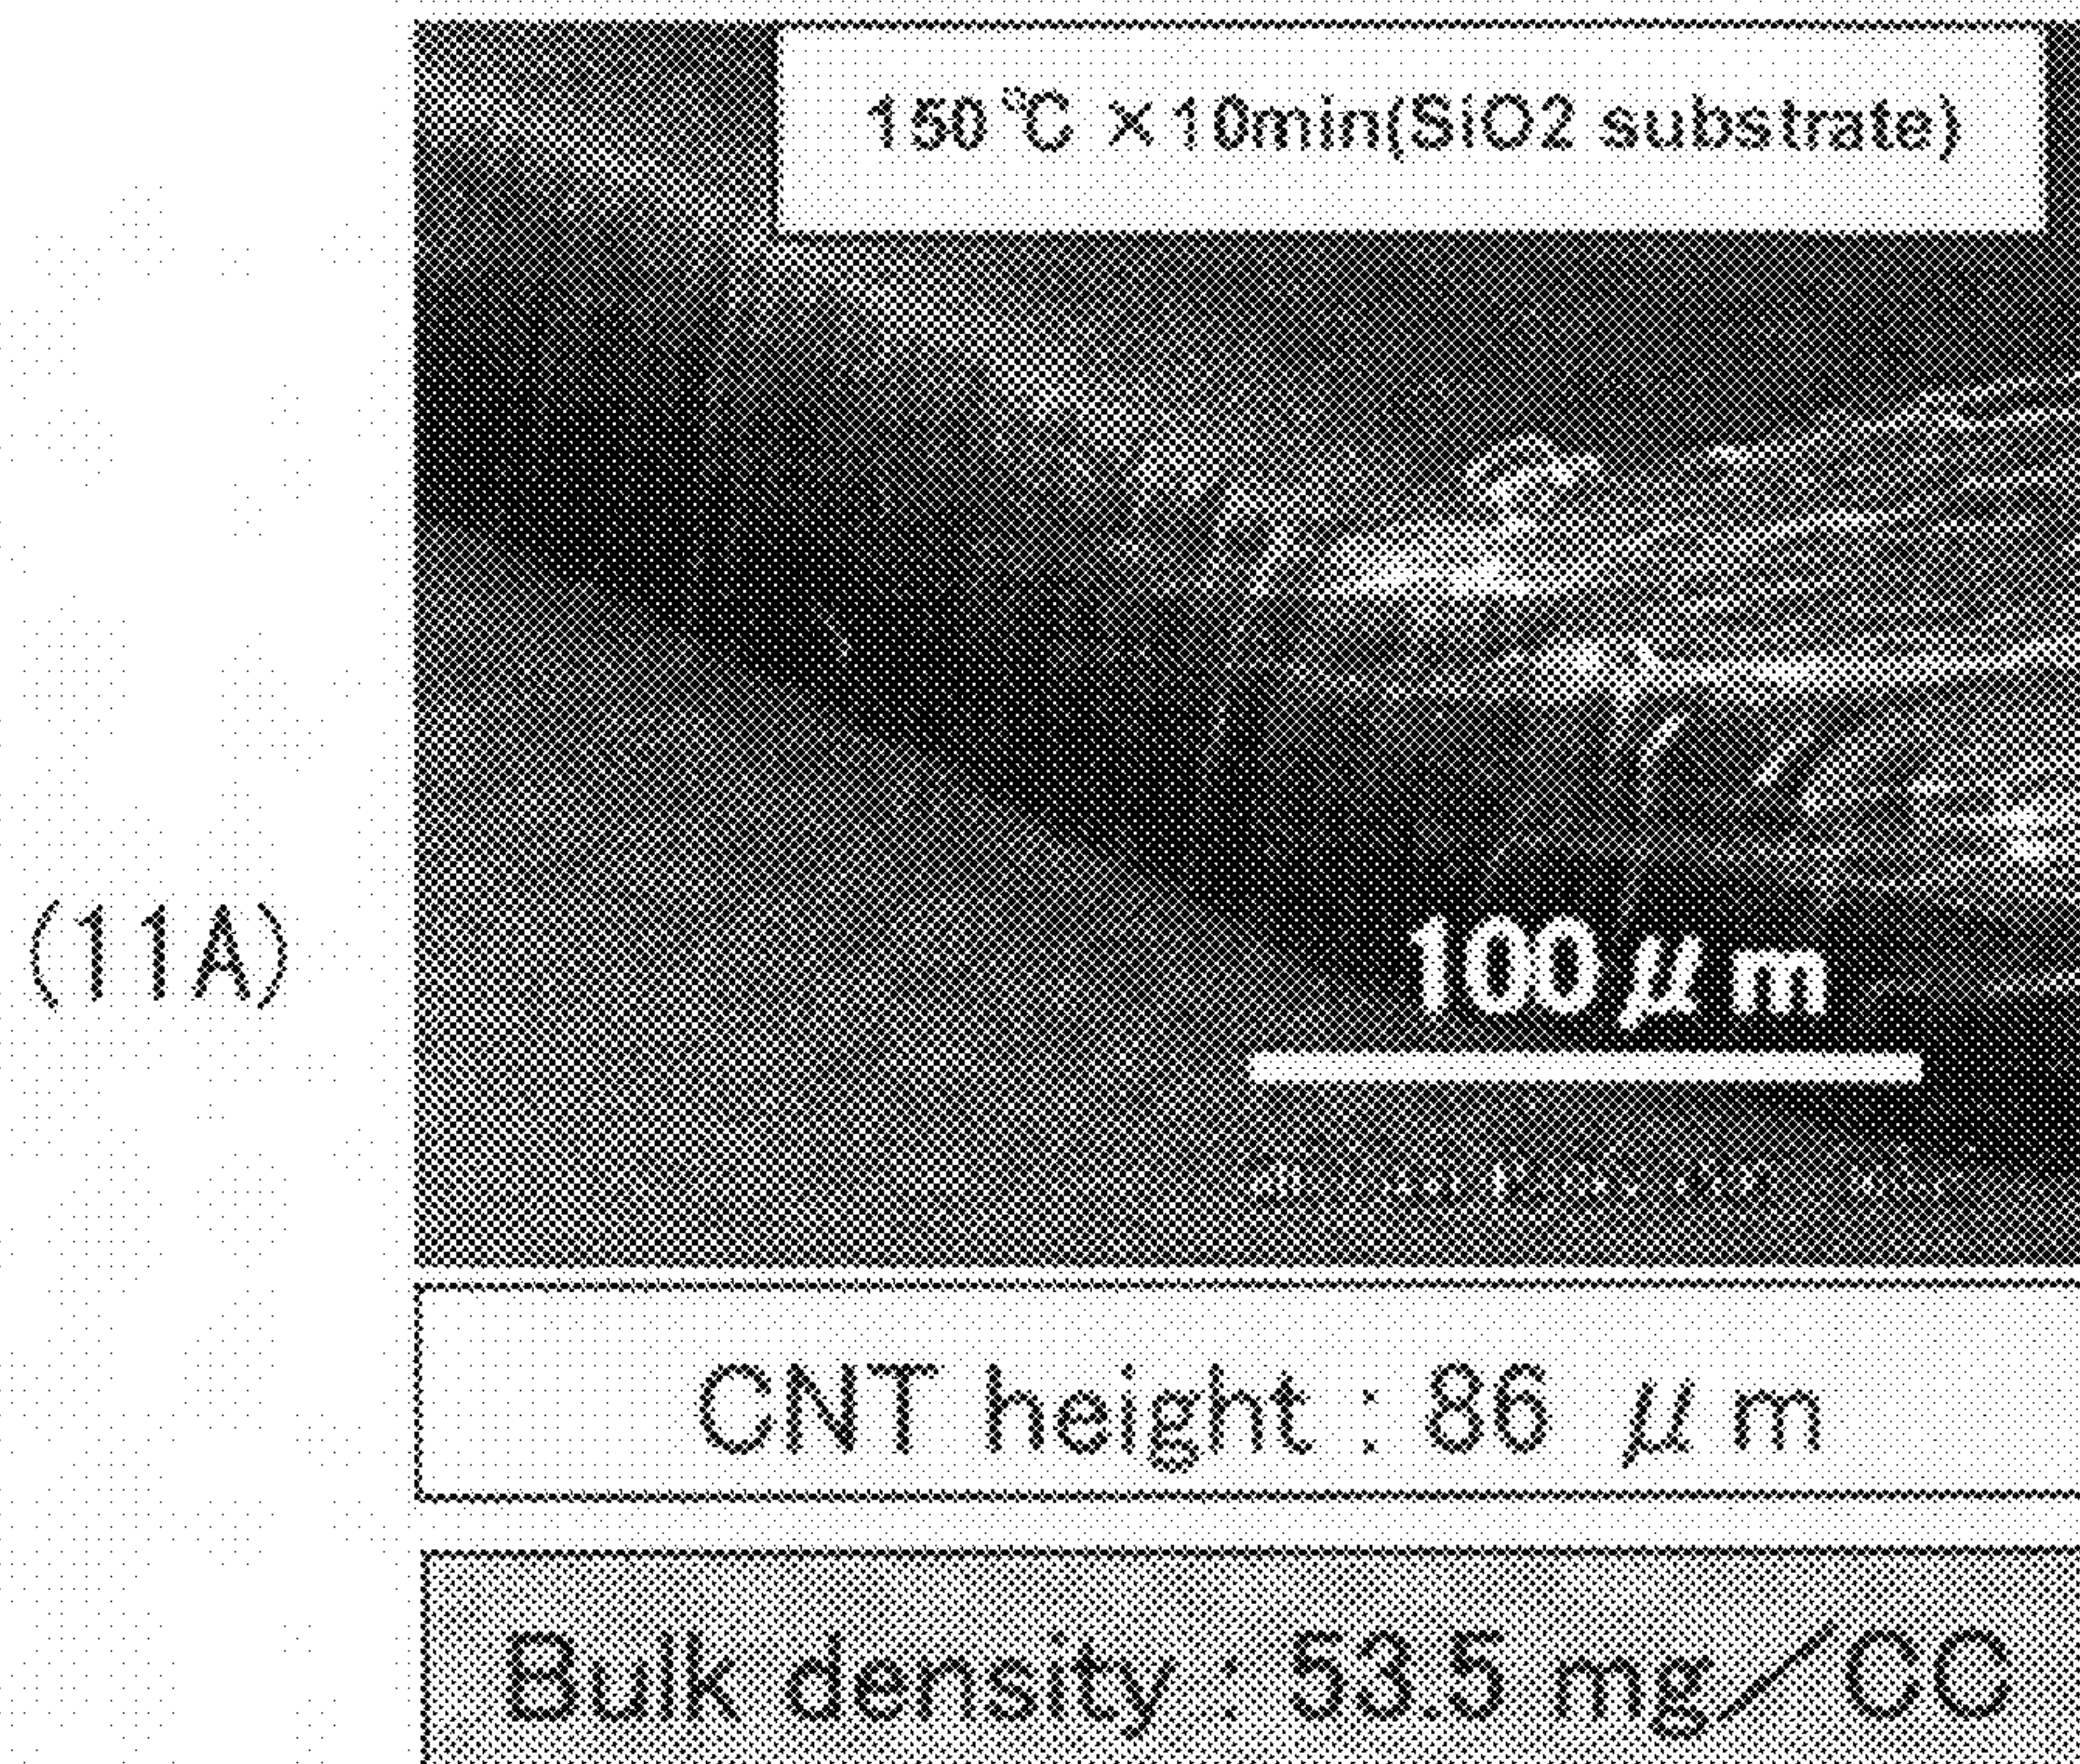 150℃ ×10min(SiO2 substrate)
(11A)
100μm
CNT height : 86 μm
Bulk density : 53.5 mg/CC